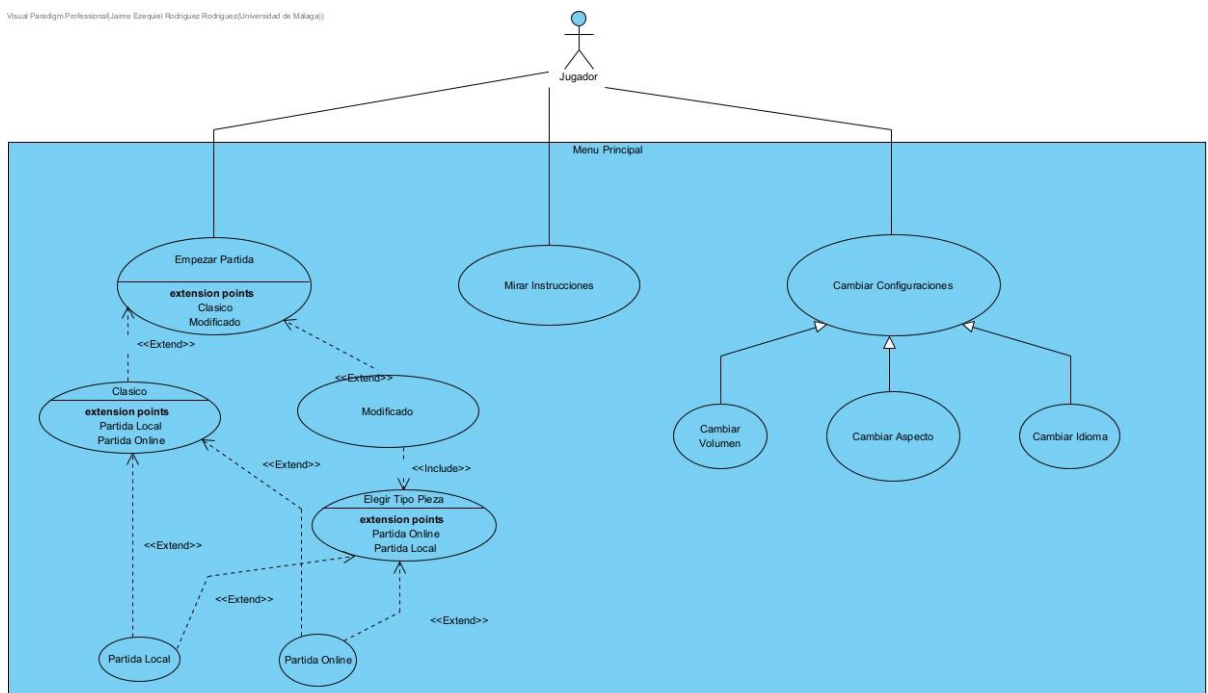 Visual Paradigm Professional(Jaime Ezequiel Rodriguez Rodriguez(Universidad de Málaga))
Jugador
Menu Principal
Empezar Partida
extension points
Clasico
Modificado
Mirar Instrucciones
Cambiar Configuraciones
<<Extend>>
<<Extend>>
Clasico
extension points
Partida Local
Partida Online
Modificado
Cambiar
Volumen
Cambiar Aspecto
Cambiar Idioma
<<Extend>>
<<Include>>
Elegir Tipo Pieza
extension points
Partida Online
Partida Local
<<Extend>>
<<Extend>>
<<Extend>>
Partida Local
Partida Online